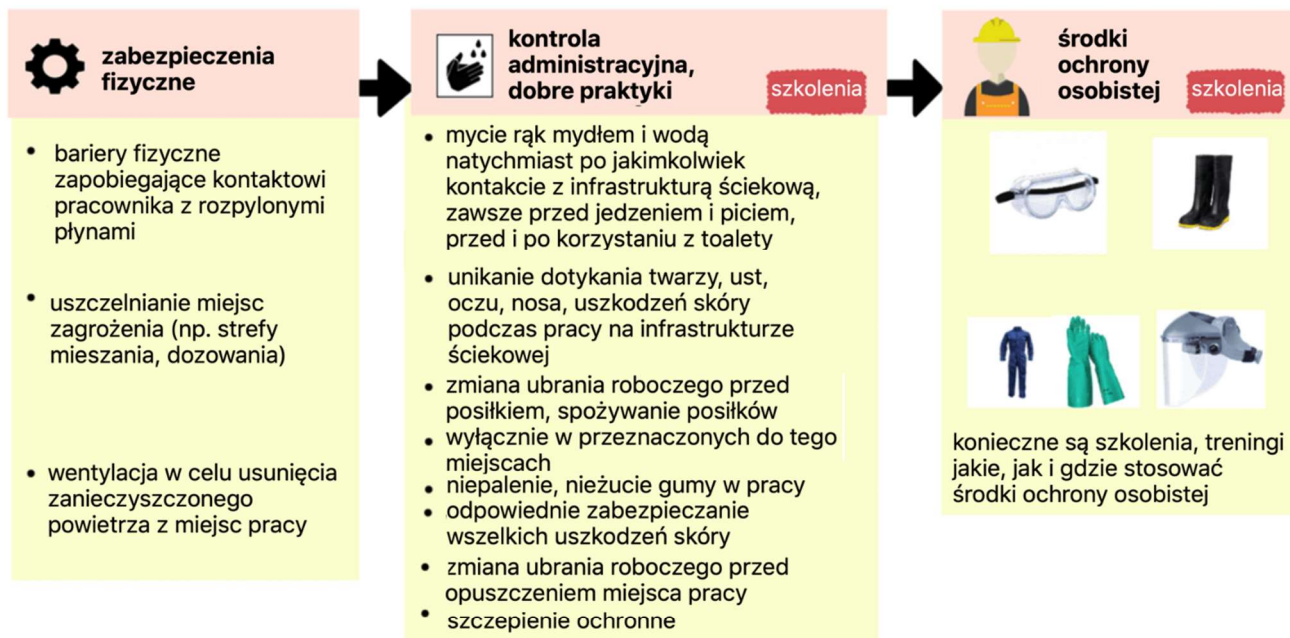 zabezpieczenia
fizyczne
• bariery fizyczne
zapobiegające kontaktowi
pracownika z rozpylonymi
płynami
• uszczelnianie miejsc
zagrożenia (np. strefy
mieszania, dozowania)
• wentylacja w celu usunięcia
zanieczyszczonego
powietrza z miejsc pracy
kontrola
administracyjna,
dobre praktyki
szkolenia
• mycie rąk mydłem i wodą
natychmiast po jakimkolwiek
kontakcie z infrastrukturą ściekową,
zawsze przed jedzeniem i piciem,
przed i po korzystaniu z toalety
• unikanie dotykania twarzy, ust,
oczu, nosa, uszkodzeń skóry
podczas pracy na infrastrukturze
ściekowej
• zmiana ubrania roboczego przed
posiłkiem, spożywanie posiłków
• wyłącznie w przeznaczonych do tego
miejscach
• niepalenie, nieżucie gumy w pracy
• odpowiednie zabezpieczanie
wszelkich uszkodzeń skóry
• zmiana ubrania roboczego przed
opuszczeniem miejsca pracy
• szczepienie ochronne
środki
ochrony
osobistej
szkolenia
konieczne są szkolenia, treningi
jakie, jak i gdzie stosować
środki ochrony osobistej